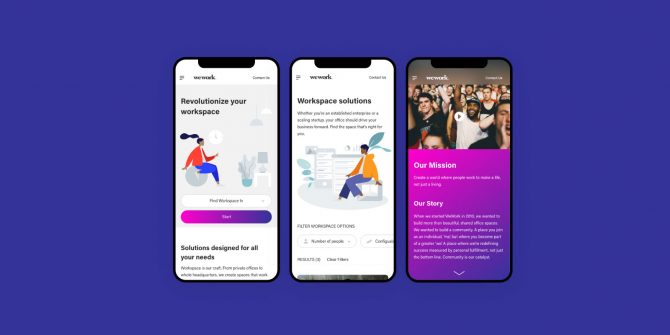 wework.
Contact Us
Revolutionize your
workspace
Find Workspace In
Start
Solutions designed for all
your needs
Workspace is our craft. From private offices to
whole headquarters, we create spaces that work
wework.
Contact Us
Workspace solutions
Whether you're an established enterprise or a
scaling startup, your office should drive your
business forward. Find the space that's right for
you.
FILTER WORKSPACE OPTIONS
Number of people
Configuration
RESULTS (3) Clear Filters
wework.
Contact Us
Our Mission
Create a world where people work to make a life,
not just a living.
Our Story
When we started WeWork in 2010, we wanted to
build more than beautiful, shared office spaces.
We wanted to build a community. A place you join
as an individual, 'me', but where you become part
of a greater 'we'. A place where we're redefining
success measured by personal fulfillment, not just
the bottom line. Community is our catalyst.